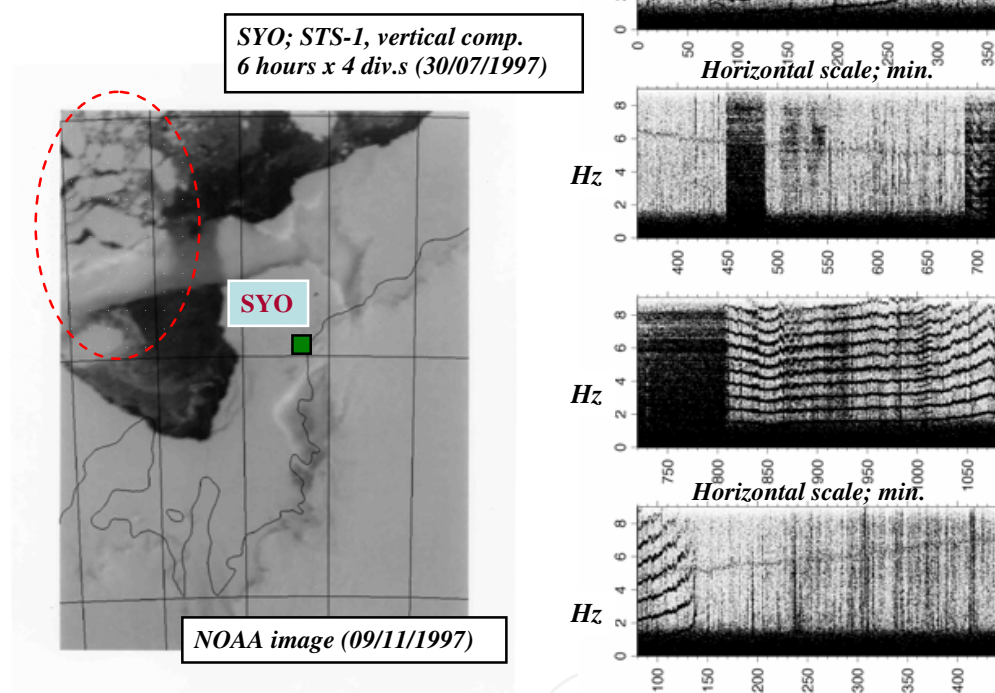 SYO; STS-1, vertical comp.
6 hours x 4 div.s (30/07/1997)
SYO
NOAA image (09/11/1997)
2
0
0 50 100 150 200 250 300 350
Horizontal scale; min.
Hz
8
6
4
2
0
400 450 500 550 600 650 700
Hz
8
6
4
2
0
750 800 850 900 950 1000 1050
Horizontal scale; min.
Hz
8
6
4
2
0
100 150 200 250 300 350 400